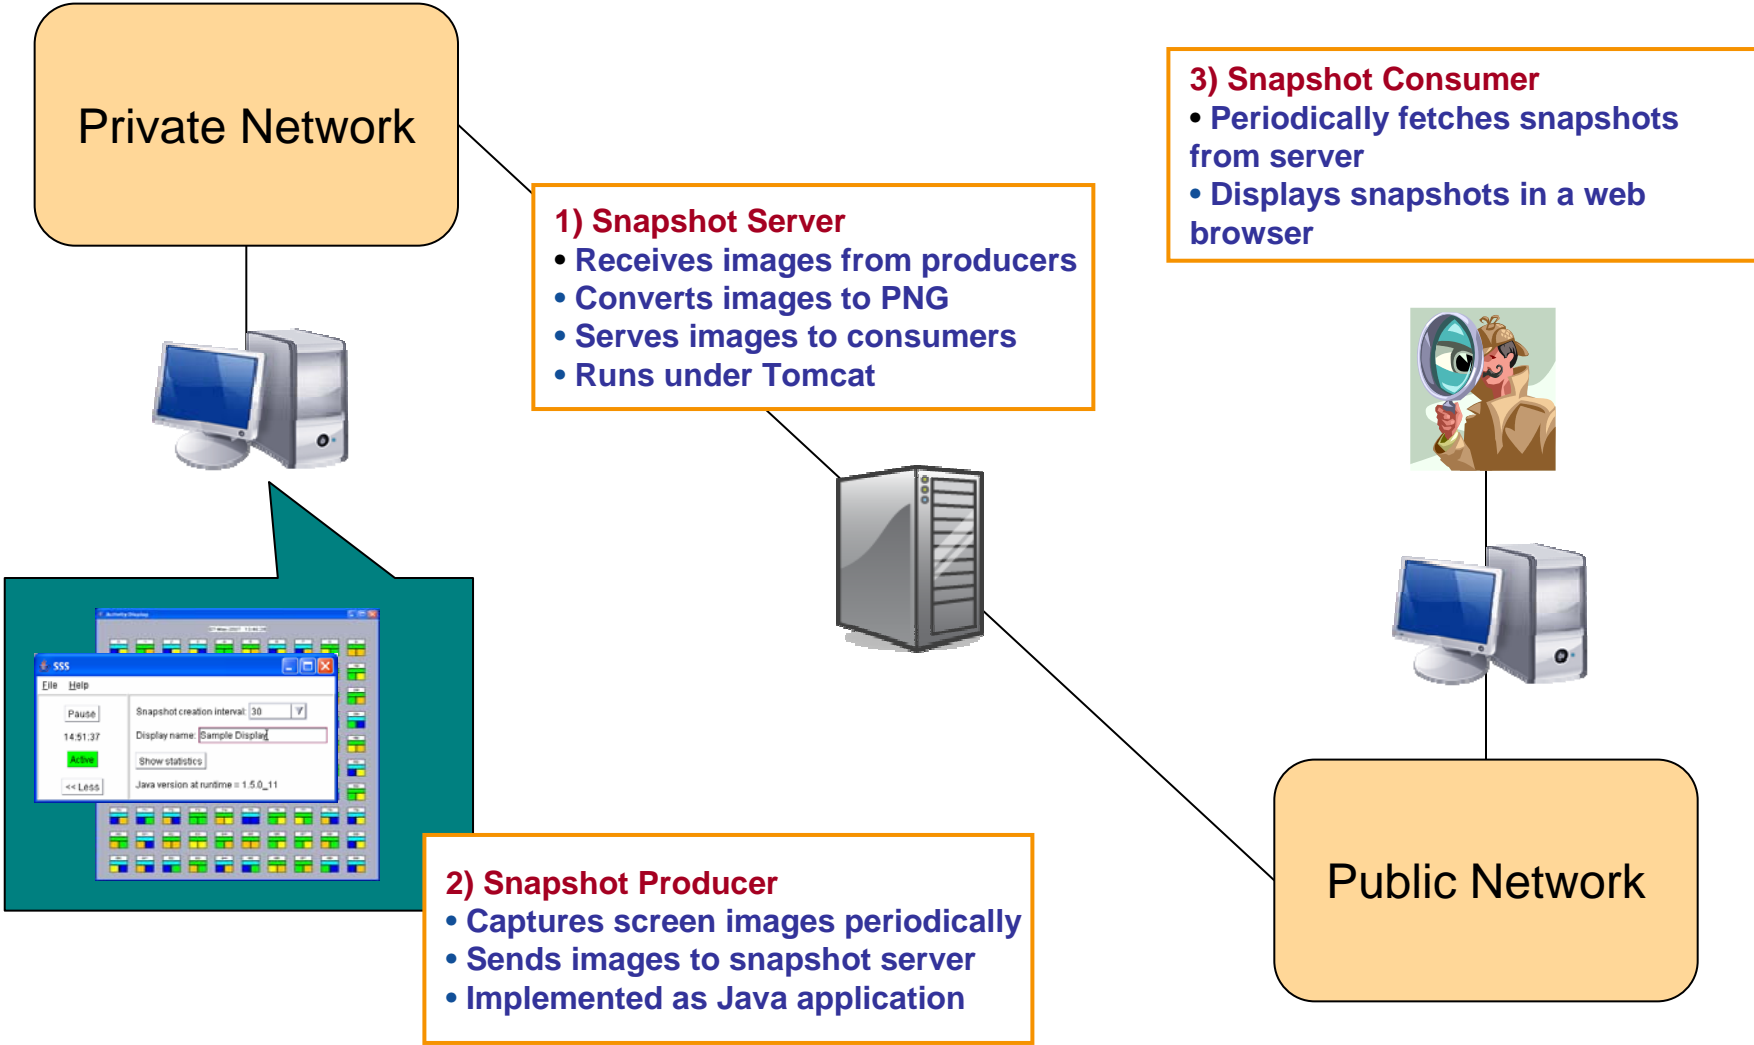 Private Network
3) Snapshot Consumer
• Periodically fetches snapshots
from server
• Displays snapshots in a web
browser
1) Snapshot Server
• Receives images from producers
• Converts images to PNG
• Serves images to consumers
• Runs under Tomcat
Activity Display
SSS
File Help
Pause
Snapshot creation interval: 30
14:51:37
Display name: Sample Display
Active
Show statistics
<< Less
Java version at runtime = 1.5.0_11
2) Snapshot Producer
• Captures screen images periodically
• Sends images to snapshot server
• Implemented as Java application
Public Network